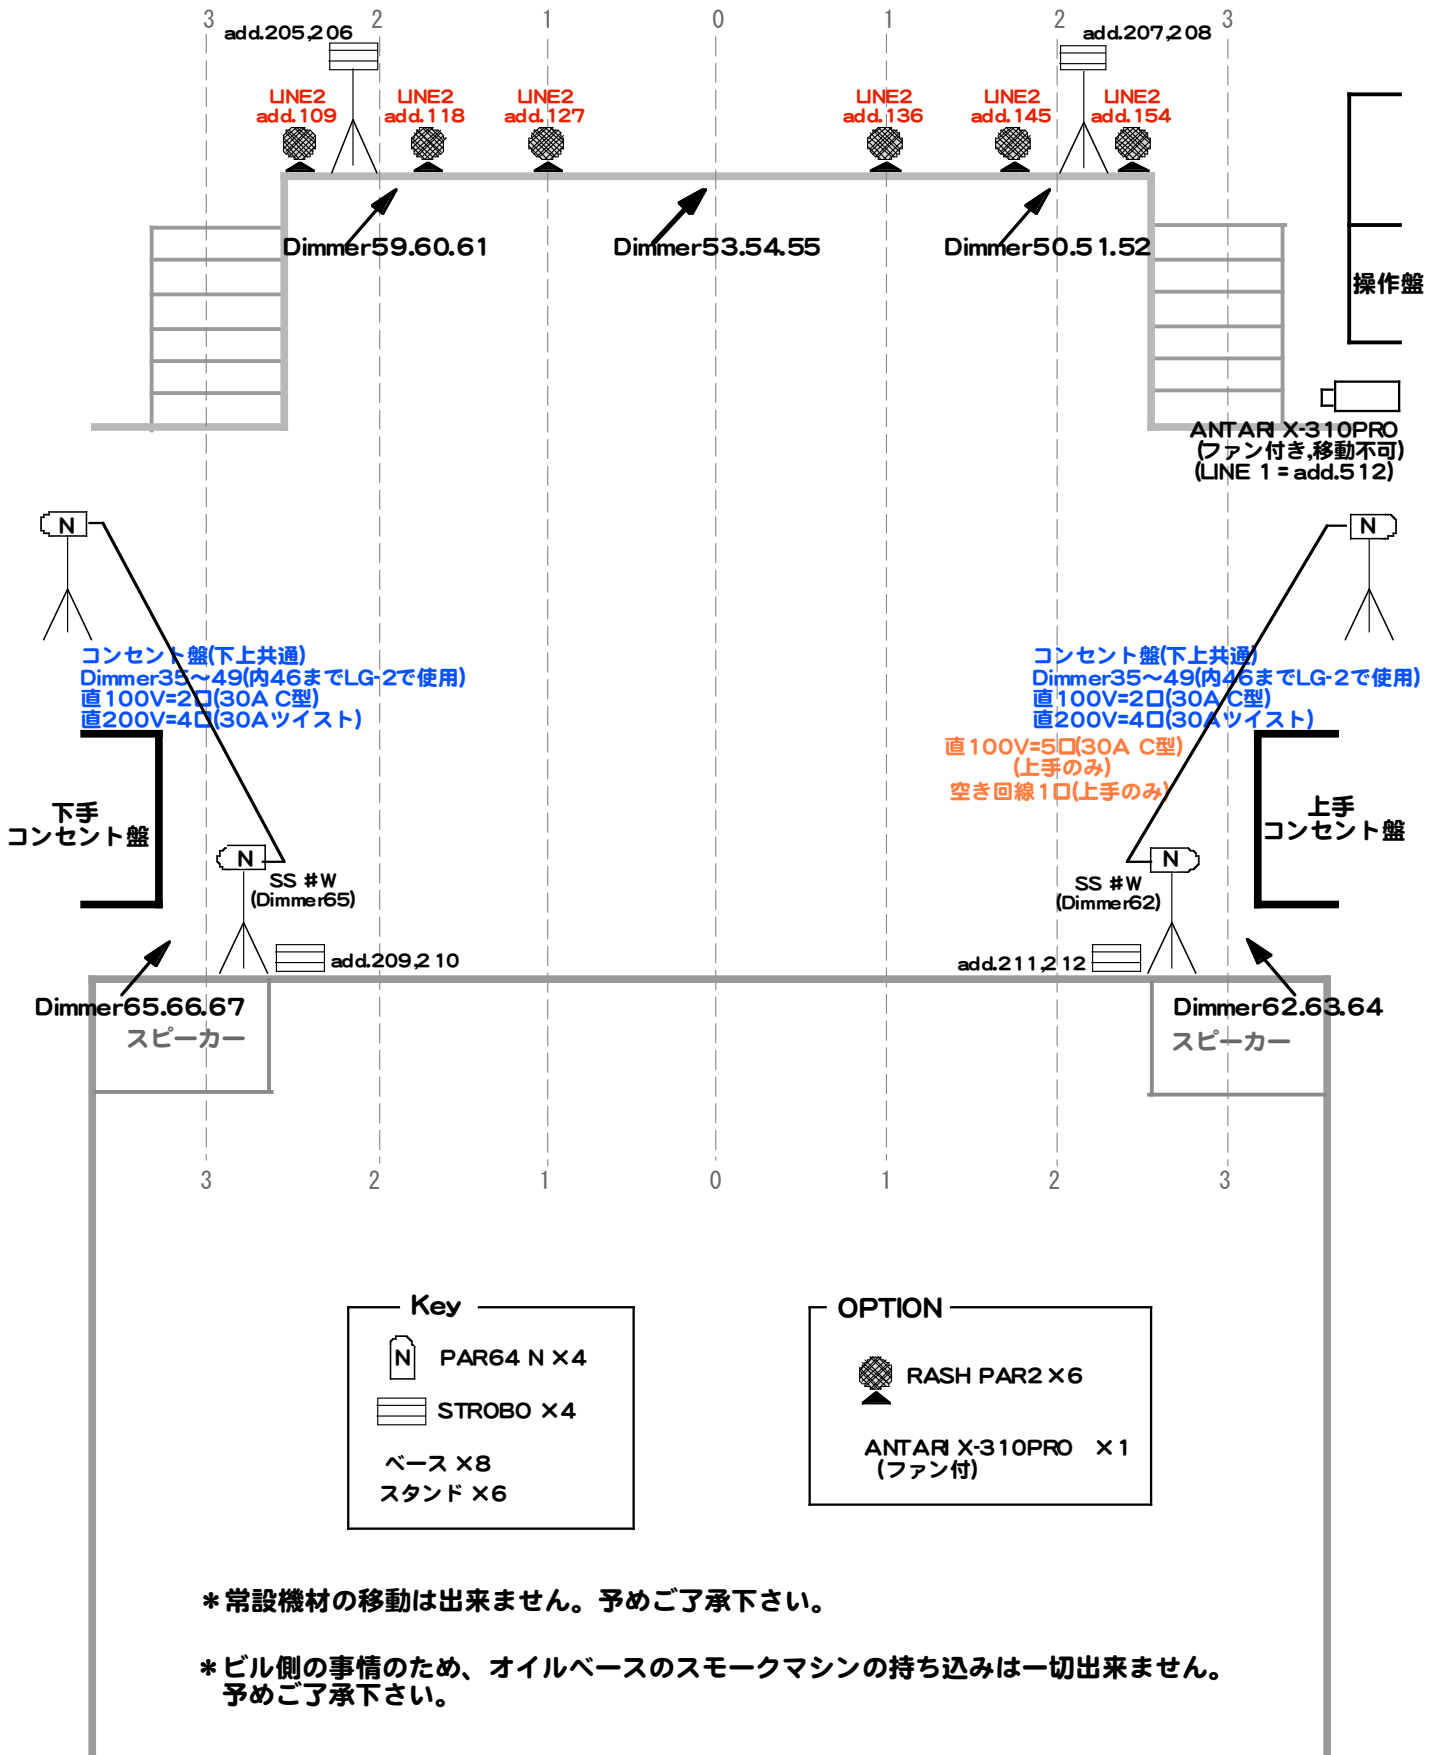 3 2 1 0 1 2 3
add.205,206
add.207,208
LINE2
add.109
LINE2
add.118
LINE2
add.127
LINE2
add.136
LINE2
add.145
LINE2
add.154
Dimmer59.60.61
Dimmer53.54.55
Dimmer50.51.52
操作盤
ANTARI X-310PRO
(ファン付き,移動不可)
(LINE 1=add.512)
N
N
コンセント盤(下上共通)
Dimmer35～49(内46までLG-2で使用)
直100V=2口(30A C型)
直200V=4口(30Aツイスト)
コンセント盤(下上共通)
Dimmer35～49(内46までLG-2で使用)
直100V=2口(30A C型)
直200V=4口(30Aツイスト)
直100V=5口(30A C型)
(上手のみ)
空き回線1口(上手のみ)
下手
コンセント盤
上手
コンセント盤
N
SS #W
(Dimmer65)
N
SS #W
(Dimmer62)
add.209,210
add.211,212
Dimmer65.66.67
スピーカー
Dimmer62.63.64
スピーカー
3 2 1 0 1 2 3
Key
N PAR64 N ×4
STROBO ×4
ベース ×8
スタンド ×6
OPTION
RASH PAR2 ×6
ANTARI X-310PRO ×1
(ファン付)
＊常設機材の移動は出来ません。予めご了承下さい。
＊ビル側の事情のため、オイルベースのスモークマシンの持ち込みは一切出来ません。
予めご了承下さい。